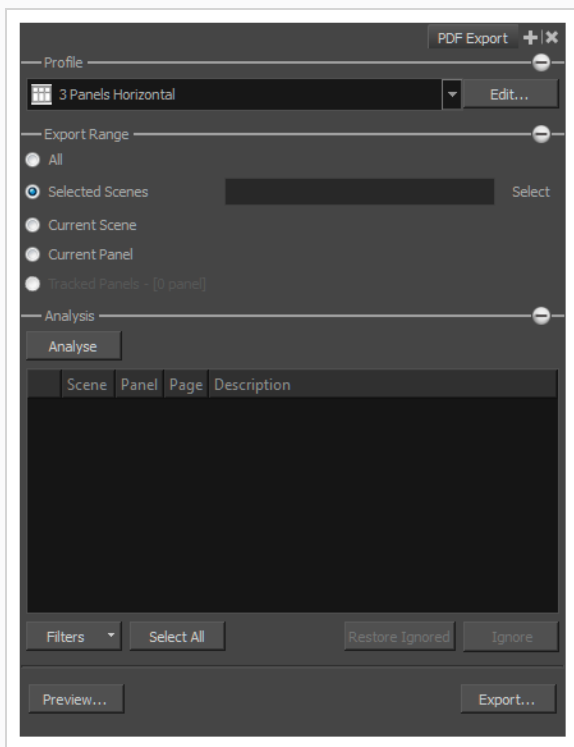 PDF Export
Profile
3 Panels Horizontal Edit...
Export Range
All
Selected Scenes Select
Current Scene
Current Panel
Tracked Panels - [0 panel]
Analysis
Analyse
Scene Panel Page Description
Filters Select All Restore Ignored Ignore
Preview... Export...